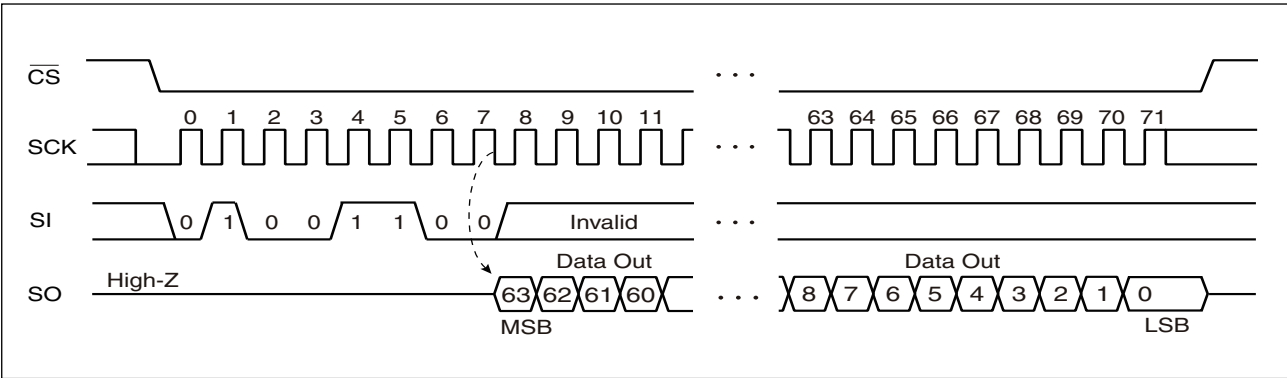 CS
. . .
0 1 2 3 4 5 6 7 8 9 10 11 63 64 65 66 67 68 69 70 71
SCK
. . .
SI
0 1 0 0 1 1 0 0 Invalid . . .
Data Out Data Out
High-Z
SO
63 62 61 60 . . . 8 7 6 5 4 3 2 1 0
MSB LSB